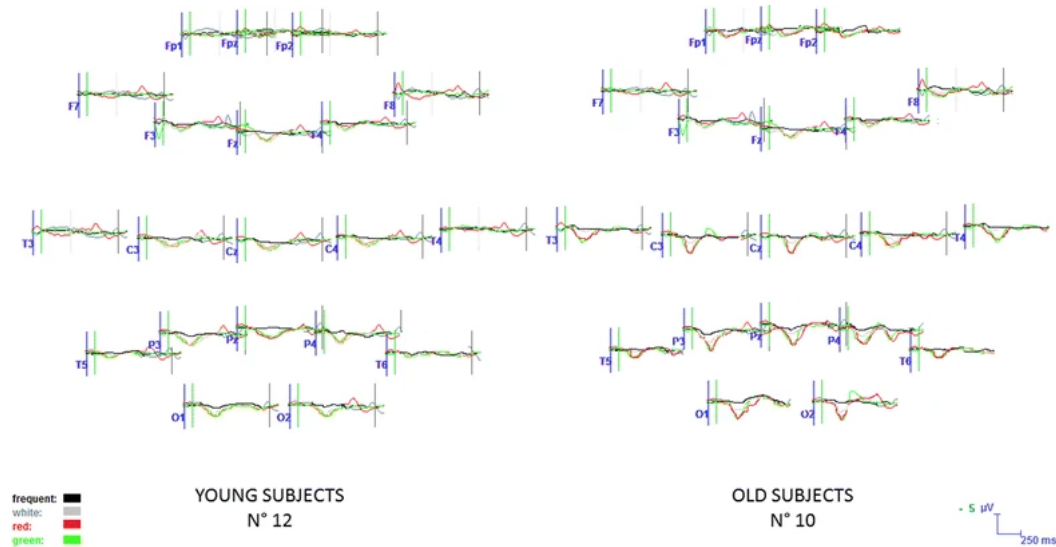 Fp1 Fpz Fp2 Fp1 Fpz Fp2
F7 F8 F7 F8
F3 Fz F4 F3 Fz F4
T3 C3 Cz C4 T4 T3 C3 Cz C4 T4
P3 Pz P4 P3 Pz P4
T5 T6 T5 T6
O1 O2 O1 O2
frequent:
white:
red:
green:
YOUNG SUBJECTS
N° 12
OLD SUBJECTS
N° 10
- 5 µV
250 ms